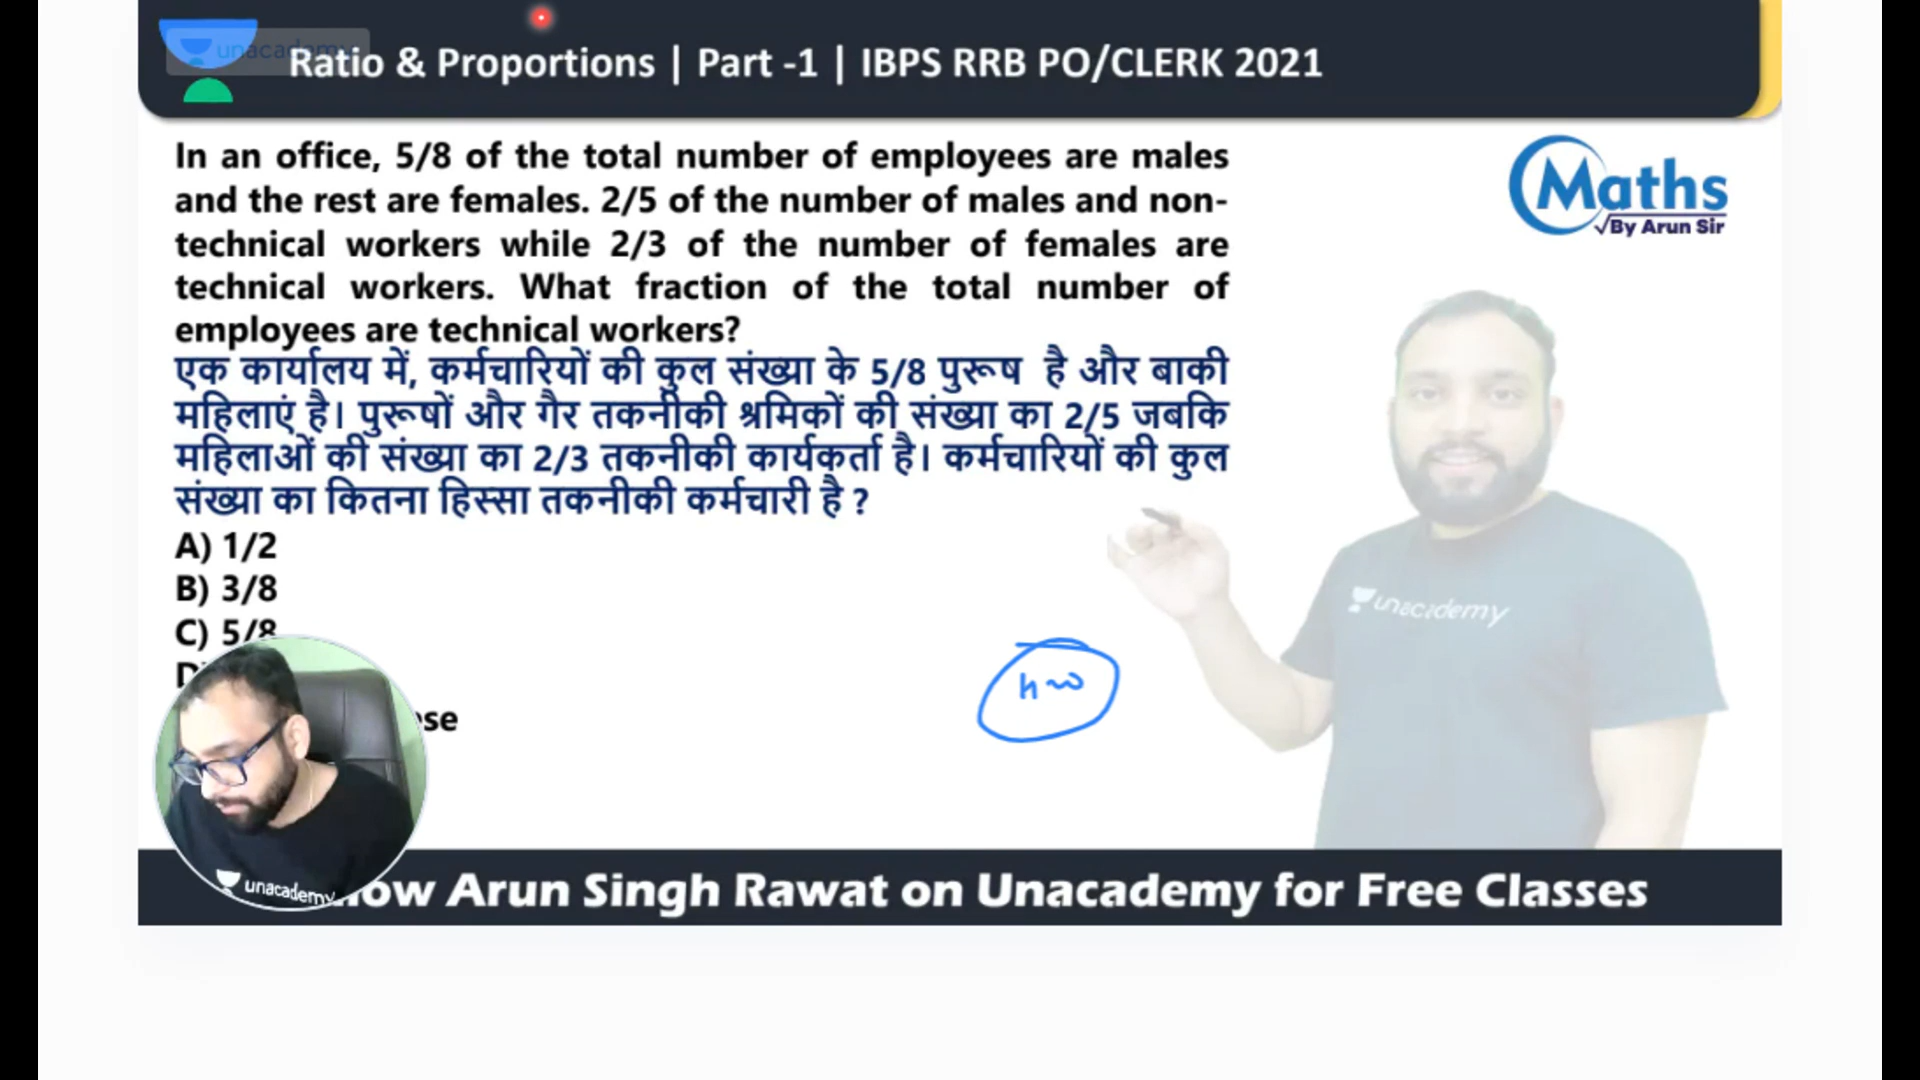 unacademy
Ratio & Proportions | Part -1 | IBPS RRB PO/CLERK 2021
Maths
√By Arun Sir
In an office, 5/8 of the total number of employees are males
and the rest are females. 2/5 of the number of males and non-
technical workers while 2/3 of the number of females are
technical workers. What fraction of the total number of
employees are technical workers?
एक कार्यालय में, कर्मचारियों की कुल संख्या के 5/8 पुरूष है और बाकी
महिलाएं है। पुरूषों और गैर तकनीकी श्रमिकों की संख्या का 2/5 जबकि
महिलाओं की संख्या का 2/3 तकनीकी कार्यकर्ता है। कर्मचारियों की कुल
संख्या का कितना हिस्सा तकनीकी कर्मचारी है ?
A) 1/2
B) 3/8
C) 5/8
unacademy
hw
unacademy
Arun Singh Rawat on Unacademy for Free Classes